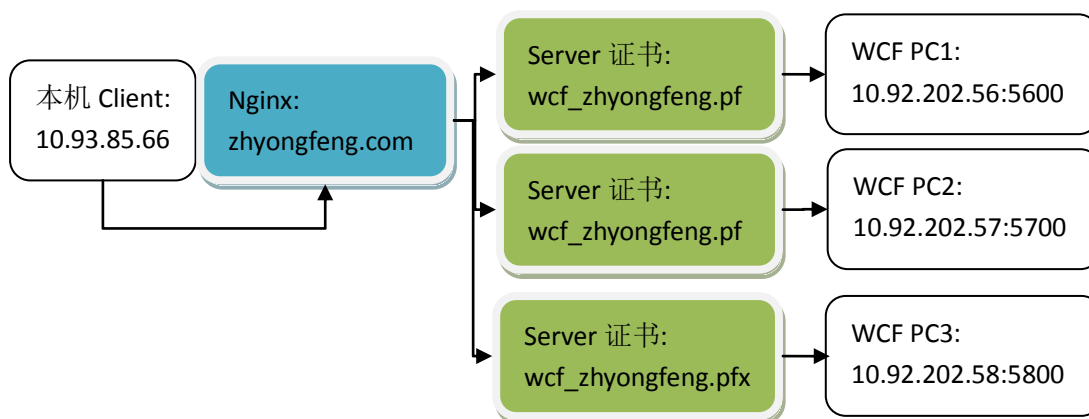 本机 Client:
10.93.85.66
Nginx:
zhyongfeng.com
Server 证书:
wcf_zhyongfeng.pf
WCF PC1:
10.92.202.56:5600
Server 证书:
wcf_zhyongfeng.pf
WCF PC2:
10.92.202.57:5700
Server 证书:
wcf_zhyongfeng.pfx
WCF PC3:
10.92.202.58:5800